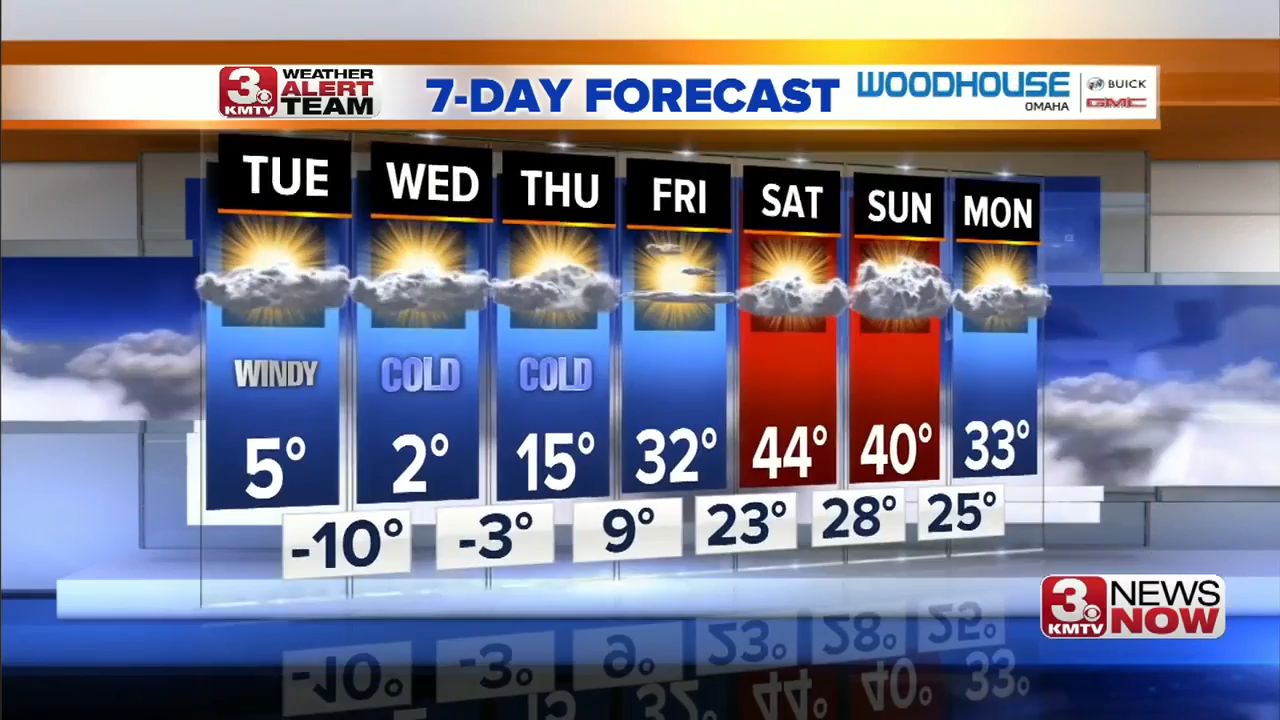 3 KMTV
WEATHER
ALERT
TEAM
7-DAY FORECAST
WOODHOUSE
OMAHA
BUICK
GMC
TUE WED THU FRI SAT SUN MON
WINDY COLD COLD
5° 2° 15° 32° 44° 40° 33°
-10° -3° 9° 23° 28° 25°
3 KMTV
NEWS
NOW